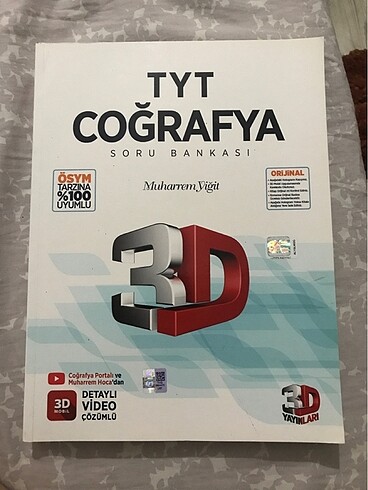 TYT
COĞRAFYA
SORU BANKASI
Muharrem Yiğit
ÖSYM
TARZINA
%100
UYUMLU
ORİJİNAL
3D
Coğrafya Portalı ve
Muharrem Hoca'dan
3D
MOBİL
DETAYLI
VİDEO
ÇÖZÜMLÜ
3D
YAYINLARI